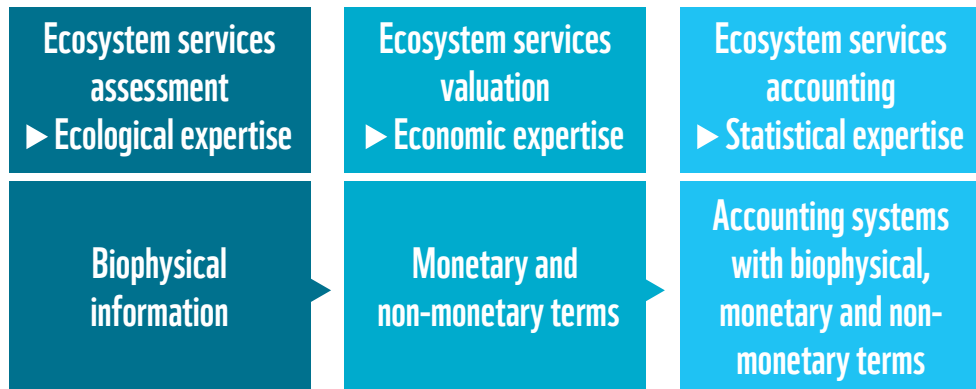 Ecosystem services
assessment
▶ Ecological expertise
Ecosystem services
valuation
▶ Economic expertise
Ecosystem services
accounting
▶ Statistical expertise
Biophysical
information
Monetary and
non-monetary terms
Accounting systems
with biophysical,
monetary and non-
monetary terms